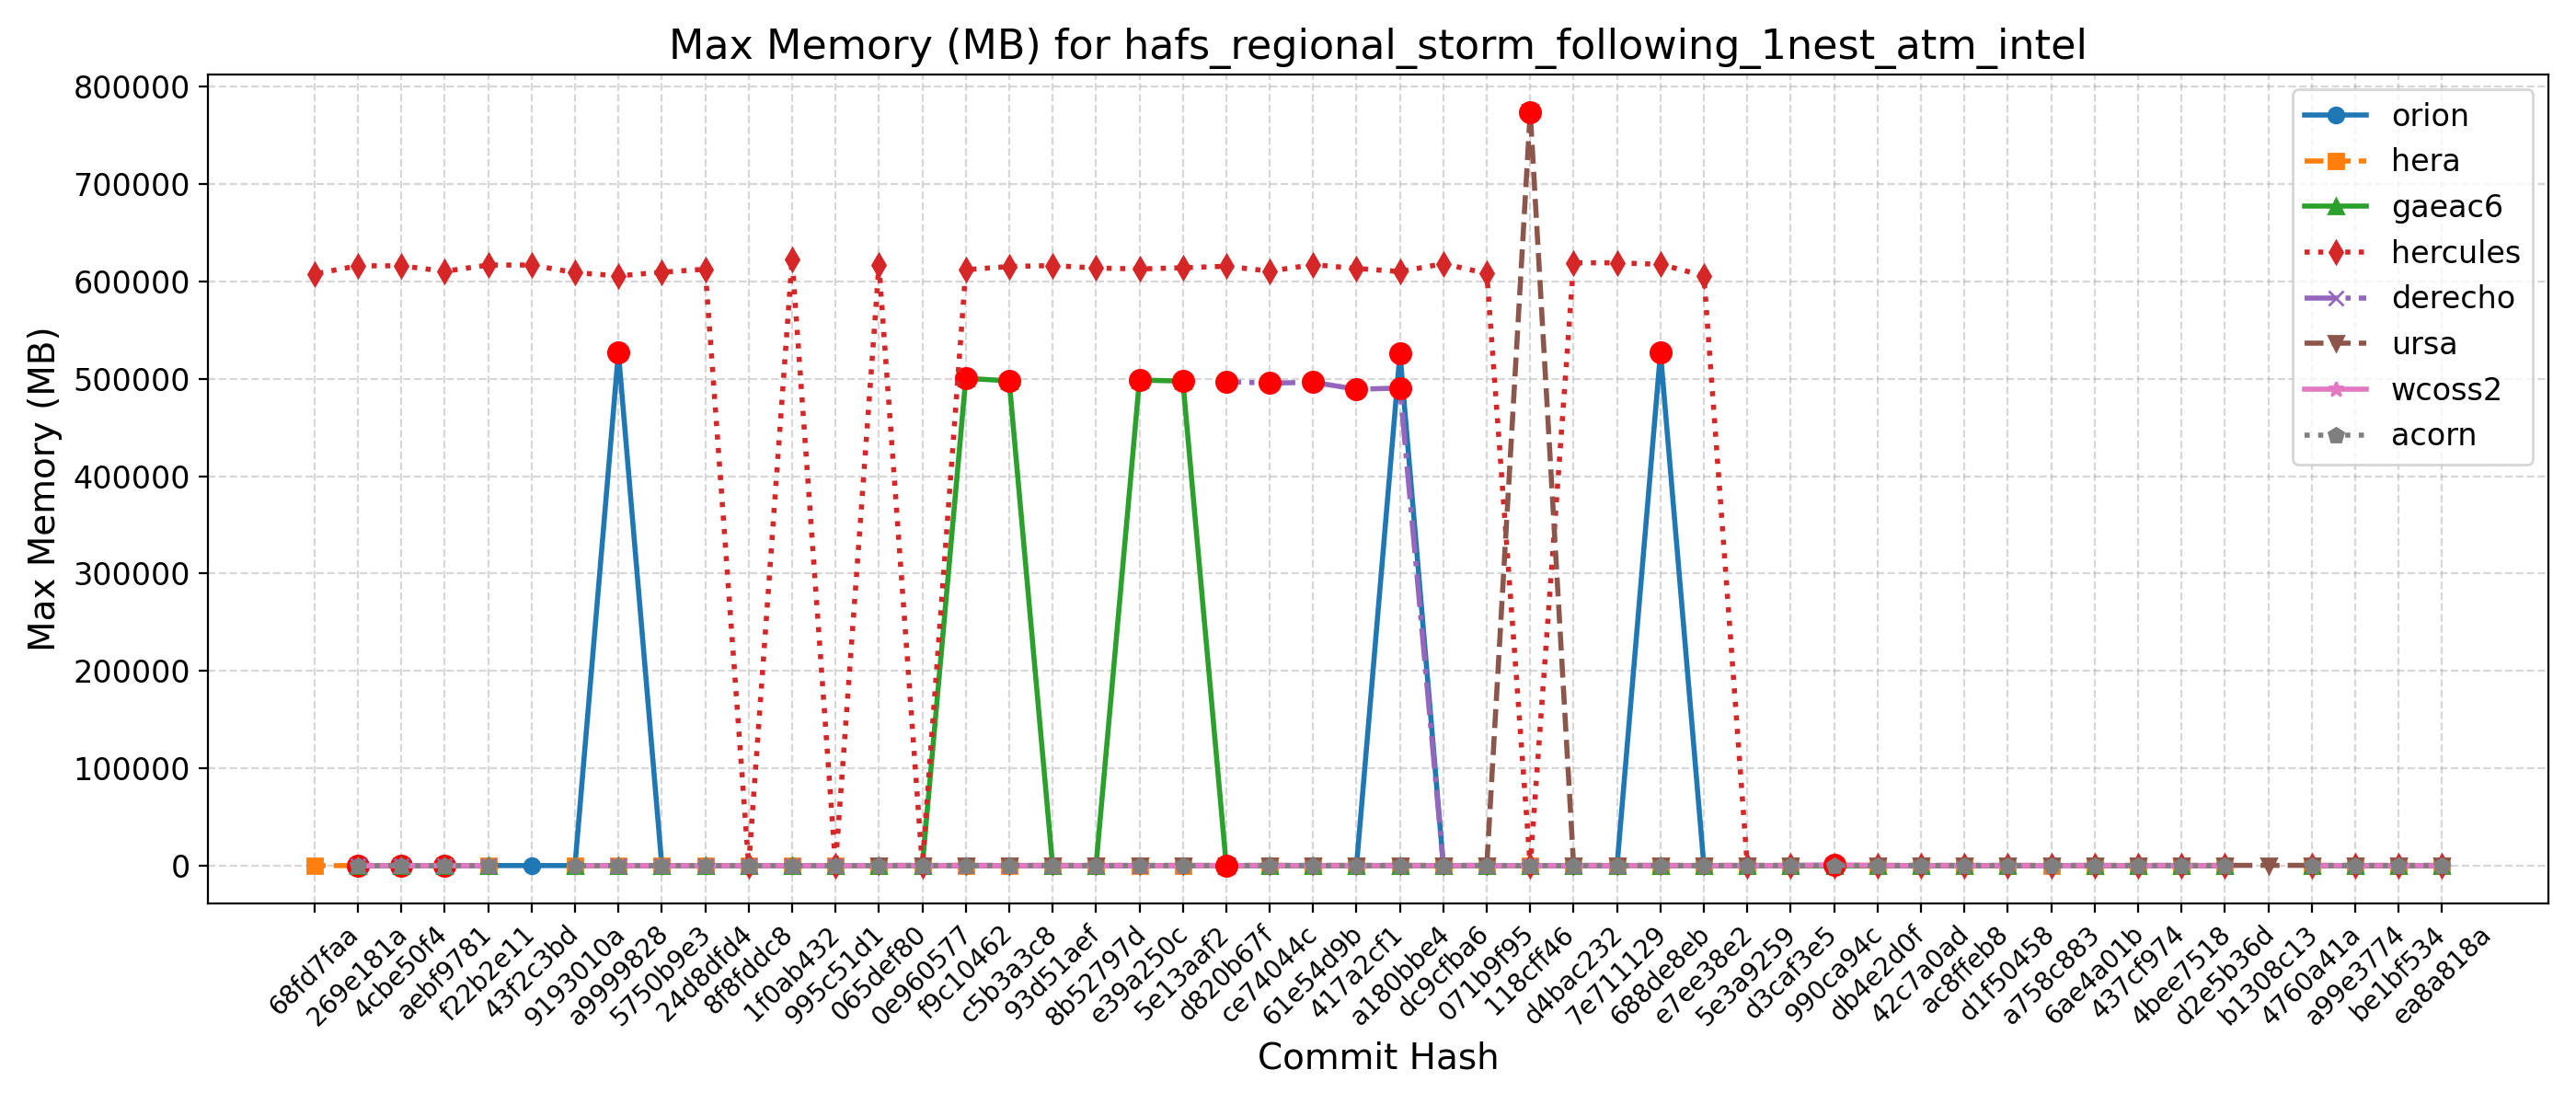 Max Memory (MB) for hafs_regional_storm_following_1nest_atm_intel
Max Memory (MB)
800000
700000
600000
500000
400000
300000
200000
100000
0
orion
hera
gaeac6
hercules
derecho
ursa
wcoss2
acorn
68fd7faa
269e181a
4cbe50f4
aebf9781
f22b2e11
43f2c3bd
9193010a
a9999828
5750b9e3
24d8dfd4
8f8fddc8
1f0ab432
995c51d1
065def80
0e960577
f9c10462
c5b3a3c8
93d51aef
8b52797d
e39a250c
5e13aaf2
d820b67f
ce74044c
61e54d9b
417a2cf1
a180bbe4
dc9cfba6
071b9f95
118cff46
d4bac232
7e711129
688de8eb
e7ee38e2
5e3a9259
d3caf3e5
990ca94c
db4e2d0f
42c7a0ad
ac8ffeb8
d1f50458
a758c883
6ae4a01b
437cf974
4bee7518
d2e5b36d
b1308c13
4760a41a
a99e3774
be1bf534
ea8a818a
Commit Hash